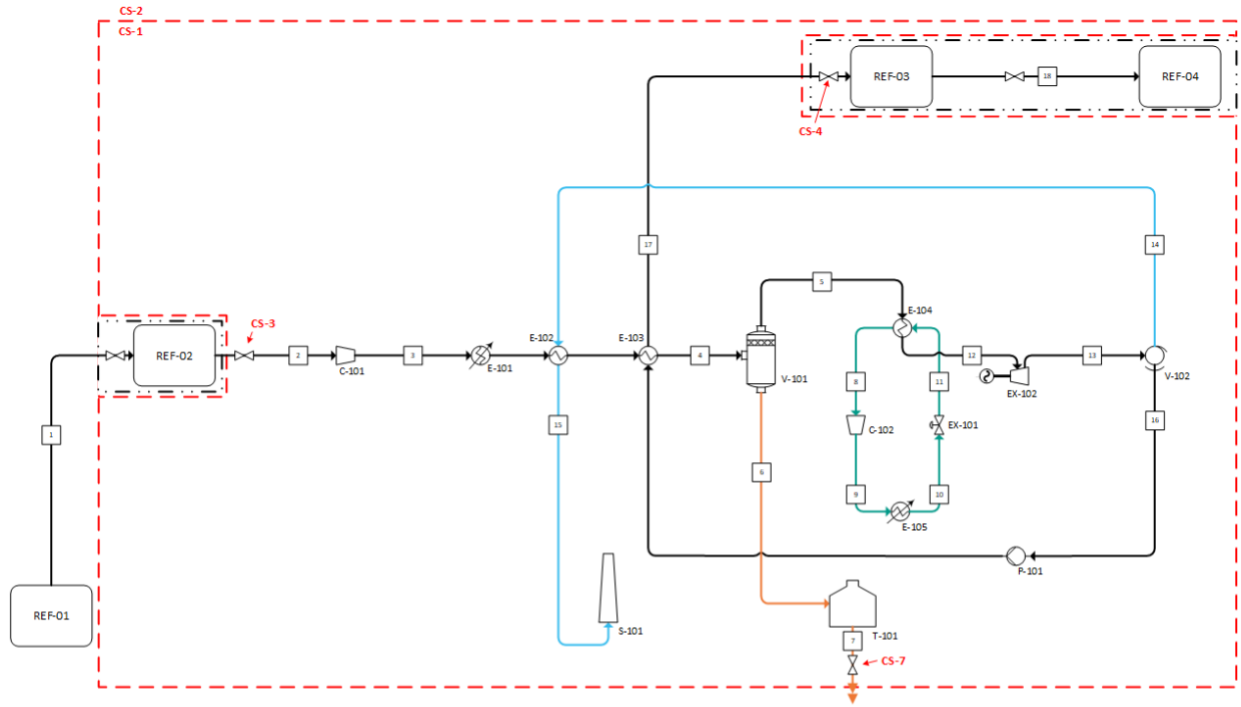 CS-2
CS-1
REF-03
18
REF-04
CS-4
17
14
5
CS-3
E-104
REF-02
2
C-101
3
E-101
E-102
E-103
4
V-101
12
EX-102
13
V-102
8
11
C-102
EX-101
16
1
15
6
9
10
E-105
P-101
REF-01
S-101
T-101
7
CS-7